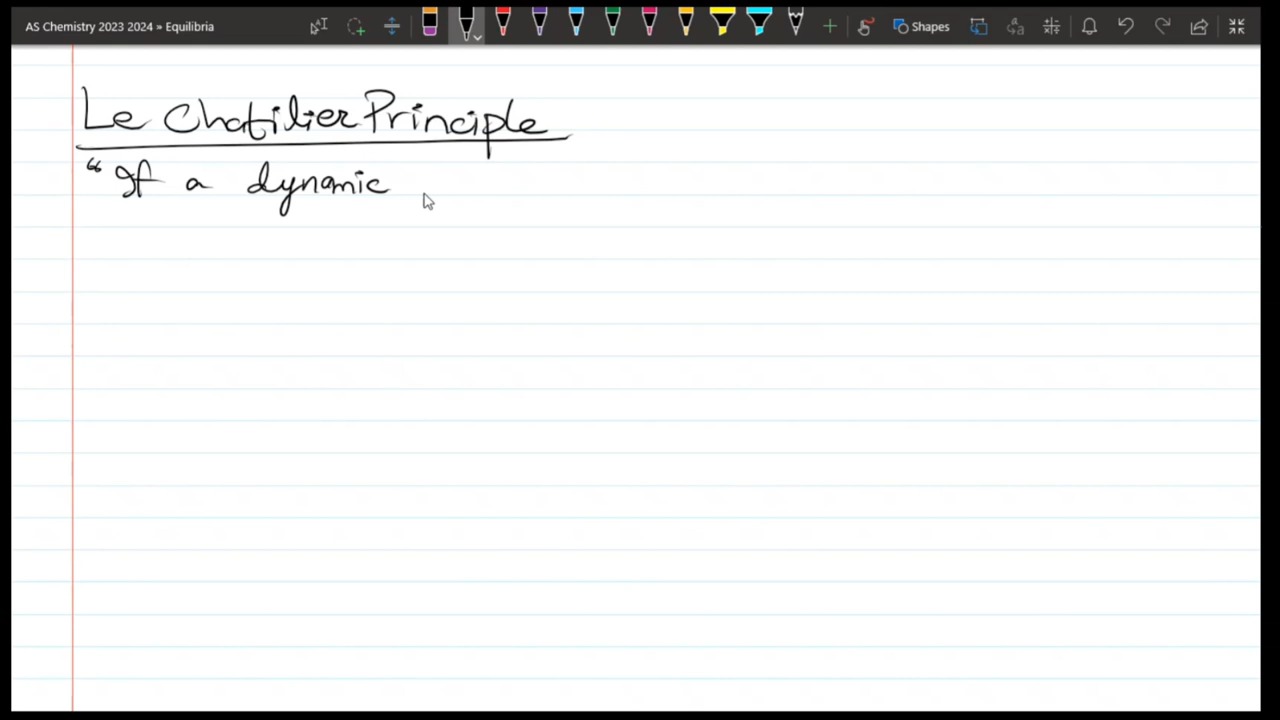 AS Chemistry 2023 2024 » Equilibria
Shapes
Le Chatilier Principle
"If a dynamic